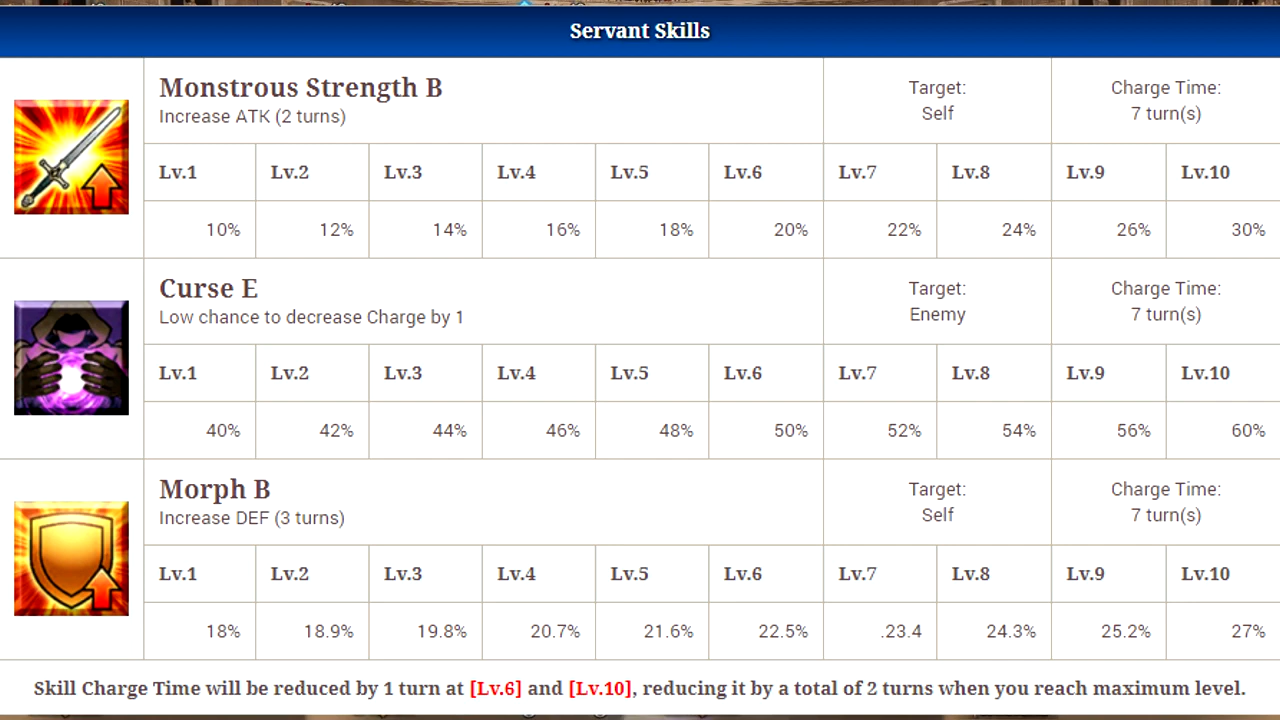 Servant Skills
Monstrous Strength B
Increase ATK (2 turns)
Target:
Self
Charge Time:
7 turn(s)
Lv.1 Lv.2 Lv.3 Lv.4 Lv.5 Lv.6 Lv.7 Lv.8 Lv.9 Lv.10
10% 12% 14% 16% 18% 20% 22% 24% 26% 30%
Curse E
Low chance to decrease Charge by 1
Target:
Enemy
Charge Time:
7 turn(s)
Lv.1 Lv.2 Lv.3 Lv.4 Lv.5 Lv.6 Lv.7 Lv.8 Lv.9 Lv.10
40% 42% 44% 46% 48% 50% 52% 54% 56% 60%
Morph B
Increase DEF (3 turns)
Target:
Self
Charge Time:
7 turn(s)
Lv.1 Lv.2 Lv.3 Lv.4 Lv.5 Lv.6 Lv.7 Lv.8 Lv.9 Lv.10
18% 18.9% 19.8% 20.7% 21.6% 22.5% .23.4 24.3% 25.2% 27%
Skill Charge Time will be reduced by 1 turn at [Lv.6] and [Lv.10], reducing it by a total of 2 turns when you reach maximum level.